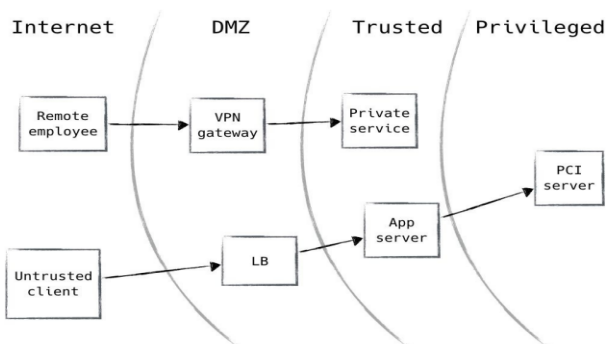 Internet
DMZ
Trusted
Privileged
Remote
employee
VPN
gateway
Private
service
PCI
server
App
server
LB
Untrusted
client